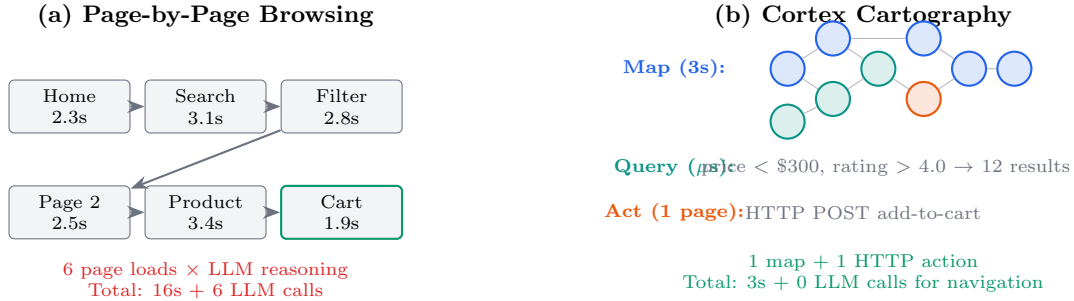 (a) Page-by-Page Browsing
Home
2.3s
Search
3.1s
Filter
2.8s
Page 2
2.5s
Product
3.4s
Cart
1.9s
6 page loads × LLM reasoning
Total: 16s + 6 LLM calls
(b) Cortex Cartography
Map (3s):
Query (μs): price < $300, rating > 4.0 → 12 results
Act (1 page): HTTP POST add-to-cart
1 map + 1 HTTP action
Total: 3s + 0 LLM calls for navigation